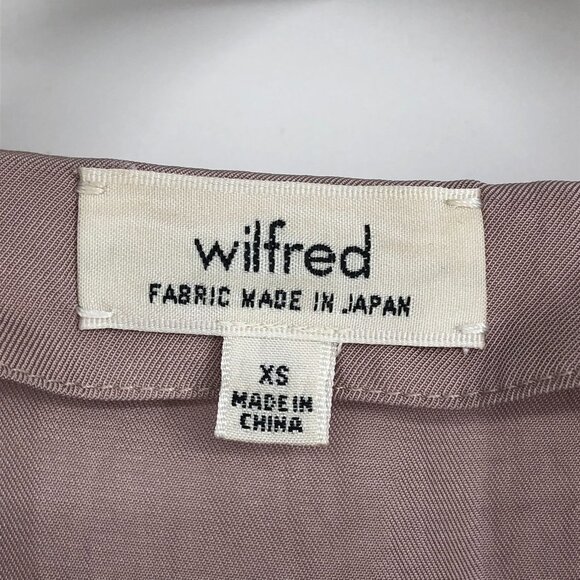 wilfred
FABRIC MADE IN JAPAN
XS
MADE IN
CHINA